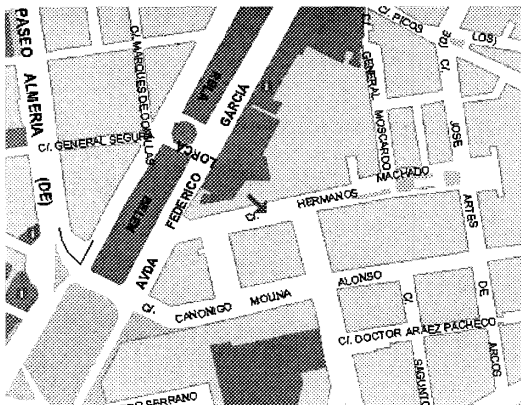 PASEO ALMERIA (DE)
C/. MARQUES DE COMILLAS
C/. GENERAL SEGURA
RBLA.
AVDA FEDERICO GARCIA LORCA
C/. GENERAL MOSCARDO
C/. PICOS (LOS)
C/. JOSE ARTES DE ARCOS
(DE
C/. HERMANOS MACHADO
C/. CANONIGO MOLINA ALONSO
C/. DOCTOR ARAEZ PACHECO
C/. SAGUNTO
SERRANO